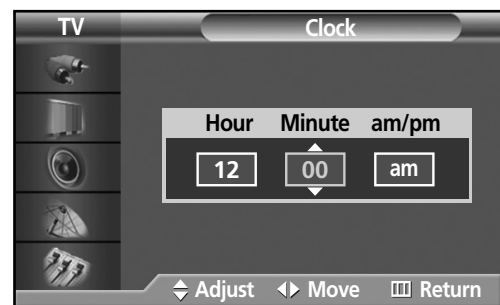 TV Clock
Hour Minute am/pm
12 00 am
Adjust Move Return